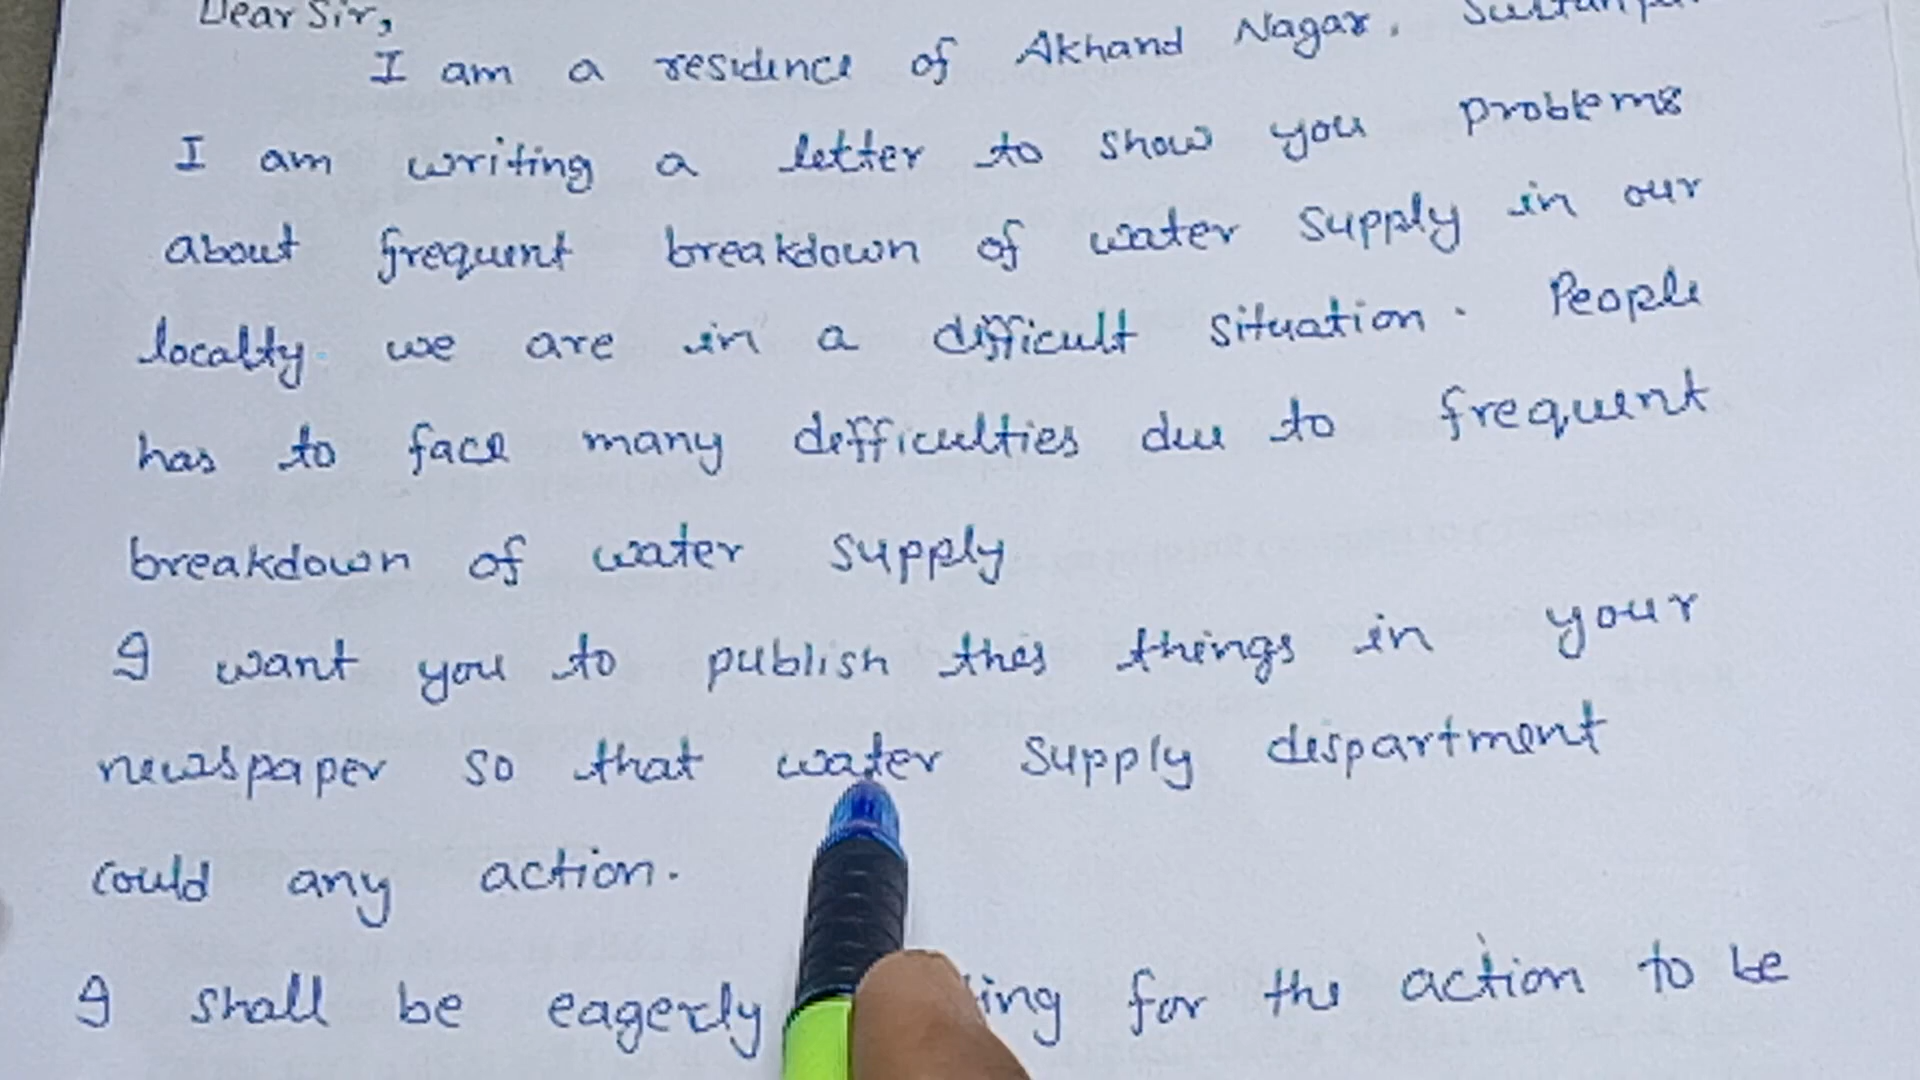 Dear Sir,
I am a residence of Akhand Nagar,
I am writing a letter to show you problems
about frequent breakdown of water supply in our
localty. we are in a difficult situation. People
has to face many defficulties due to frequent
breakdown of water supply
I want you to publish thes things in your
newspaper so that water supply dispartment
could any action.
I shall be eagerly for the action to be